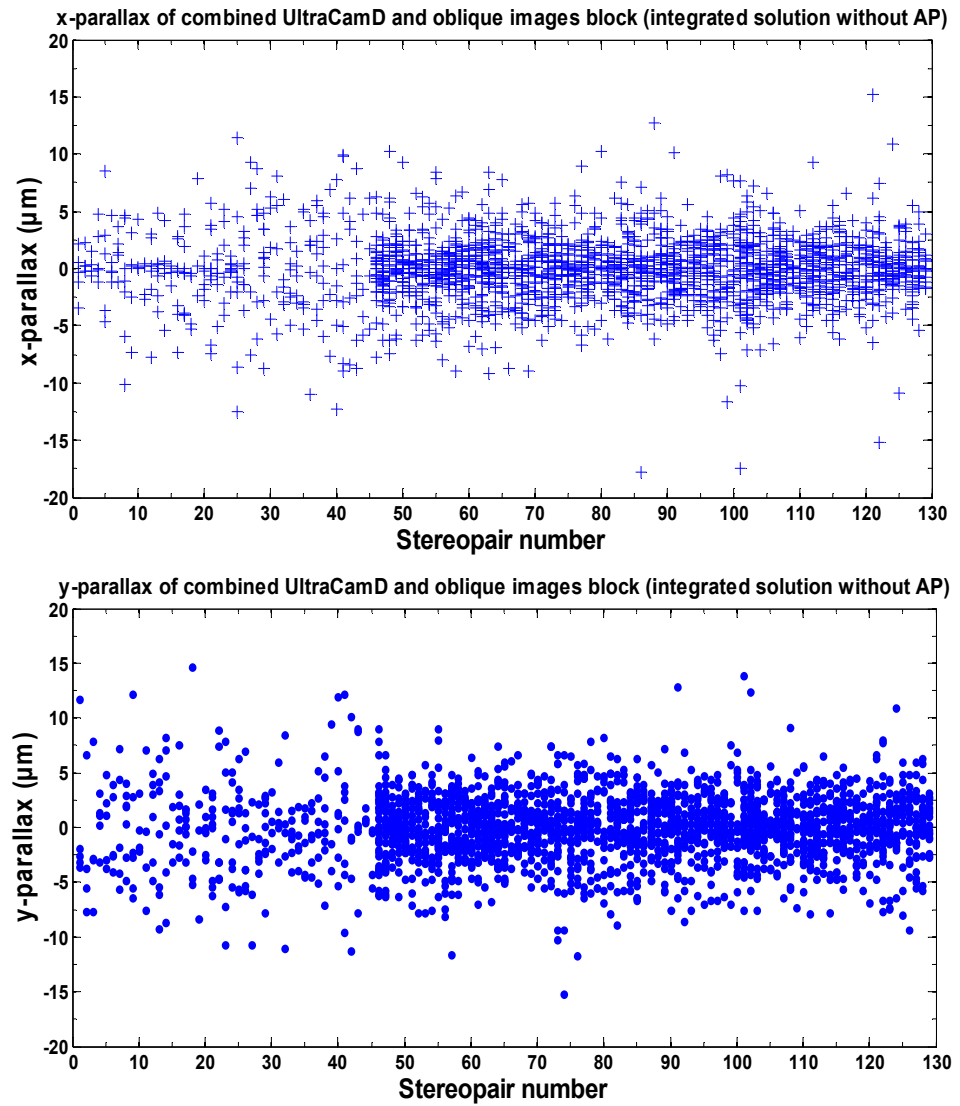 x-parallax of combined UltraCamD and oblique images block (integrated solution without AP)
20
15
10
5
0
-5
-10
-15
-20
x-parallax (µm)
0 10 20 30 40 50 60 70 80 90 100 110 120 130
Stereopair number
y-parallax of combined UltraCamD and oblique images block (integrated solution without AP)
20
15
10
5
0
-5
-10
-15
-20
y-parallax (µm)
0 10 20 30 40 50 60 70 80 90 100 110 120 130
Stereopair number